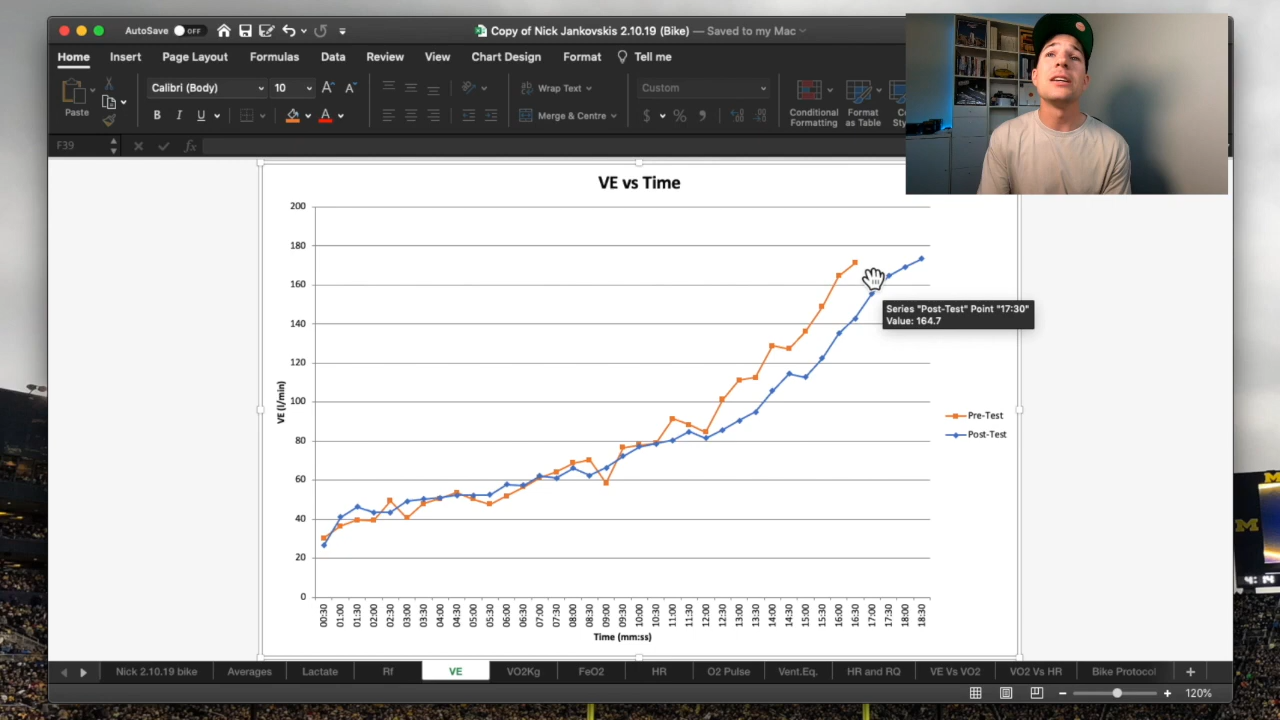 AutoSave OFF
Copy of Nick Jankovskis 2.10.19 (Bike) — Saved to my Mac
Home Insert Page Layout Formulas Data Review View Chart Design Format Tell me
Paste
Calibri (Body) 10
B I U
Wrap Text
Merge & Centre
Custom
Conditional Formatting
Format as Table
F39
fx
VE vs Time
200
180
160
140
120
100
80
60
40
20
0
VE (l/min)
Series "Post-Test" Point "17:30"
Value: 164.7
Pre-Test
Post-Test
00:30 01:00 01:30 02:00 02:30 03:00 03:30 04:00 04:30 05:00 05:30 06:00 06:30 07:00 07:30 08:00 08:30 09:00 09:30 10:00 10:30 11:00 11:30 12:00 12:30 13:00 13:30 14:00 14:30 15:00 15:30 16:00 16:30 17:00 17:30 18:00 18:30
Time (mm:ss)
Nick 2.10.19 bike Averages Lactate Rf VE VO2Kg FeO2 HR O2 Pulse Vent.Eq. HR and RQ VE Vs VO2 VO2 Vs HR Bike Protocol
120%
M
M